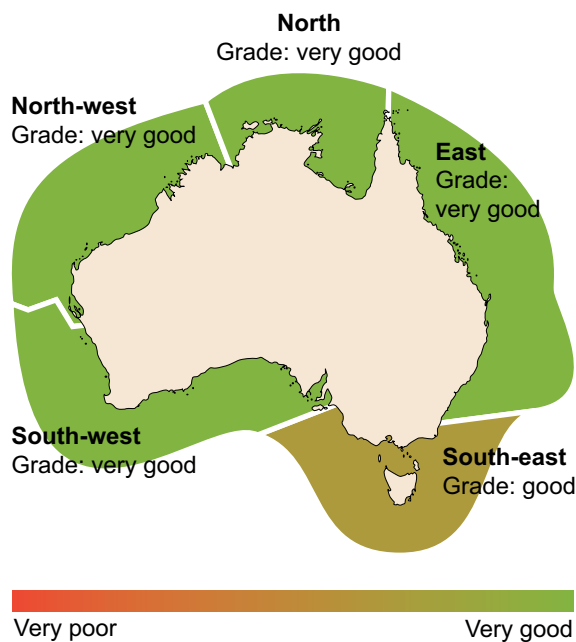 North
Grade: very good
North-west
Grade: very good
East
Grade:
very good
South-west
Grade: very good
South-east
Grade: good
Very poor
Very good